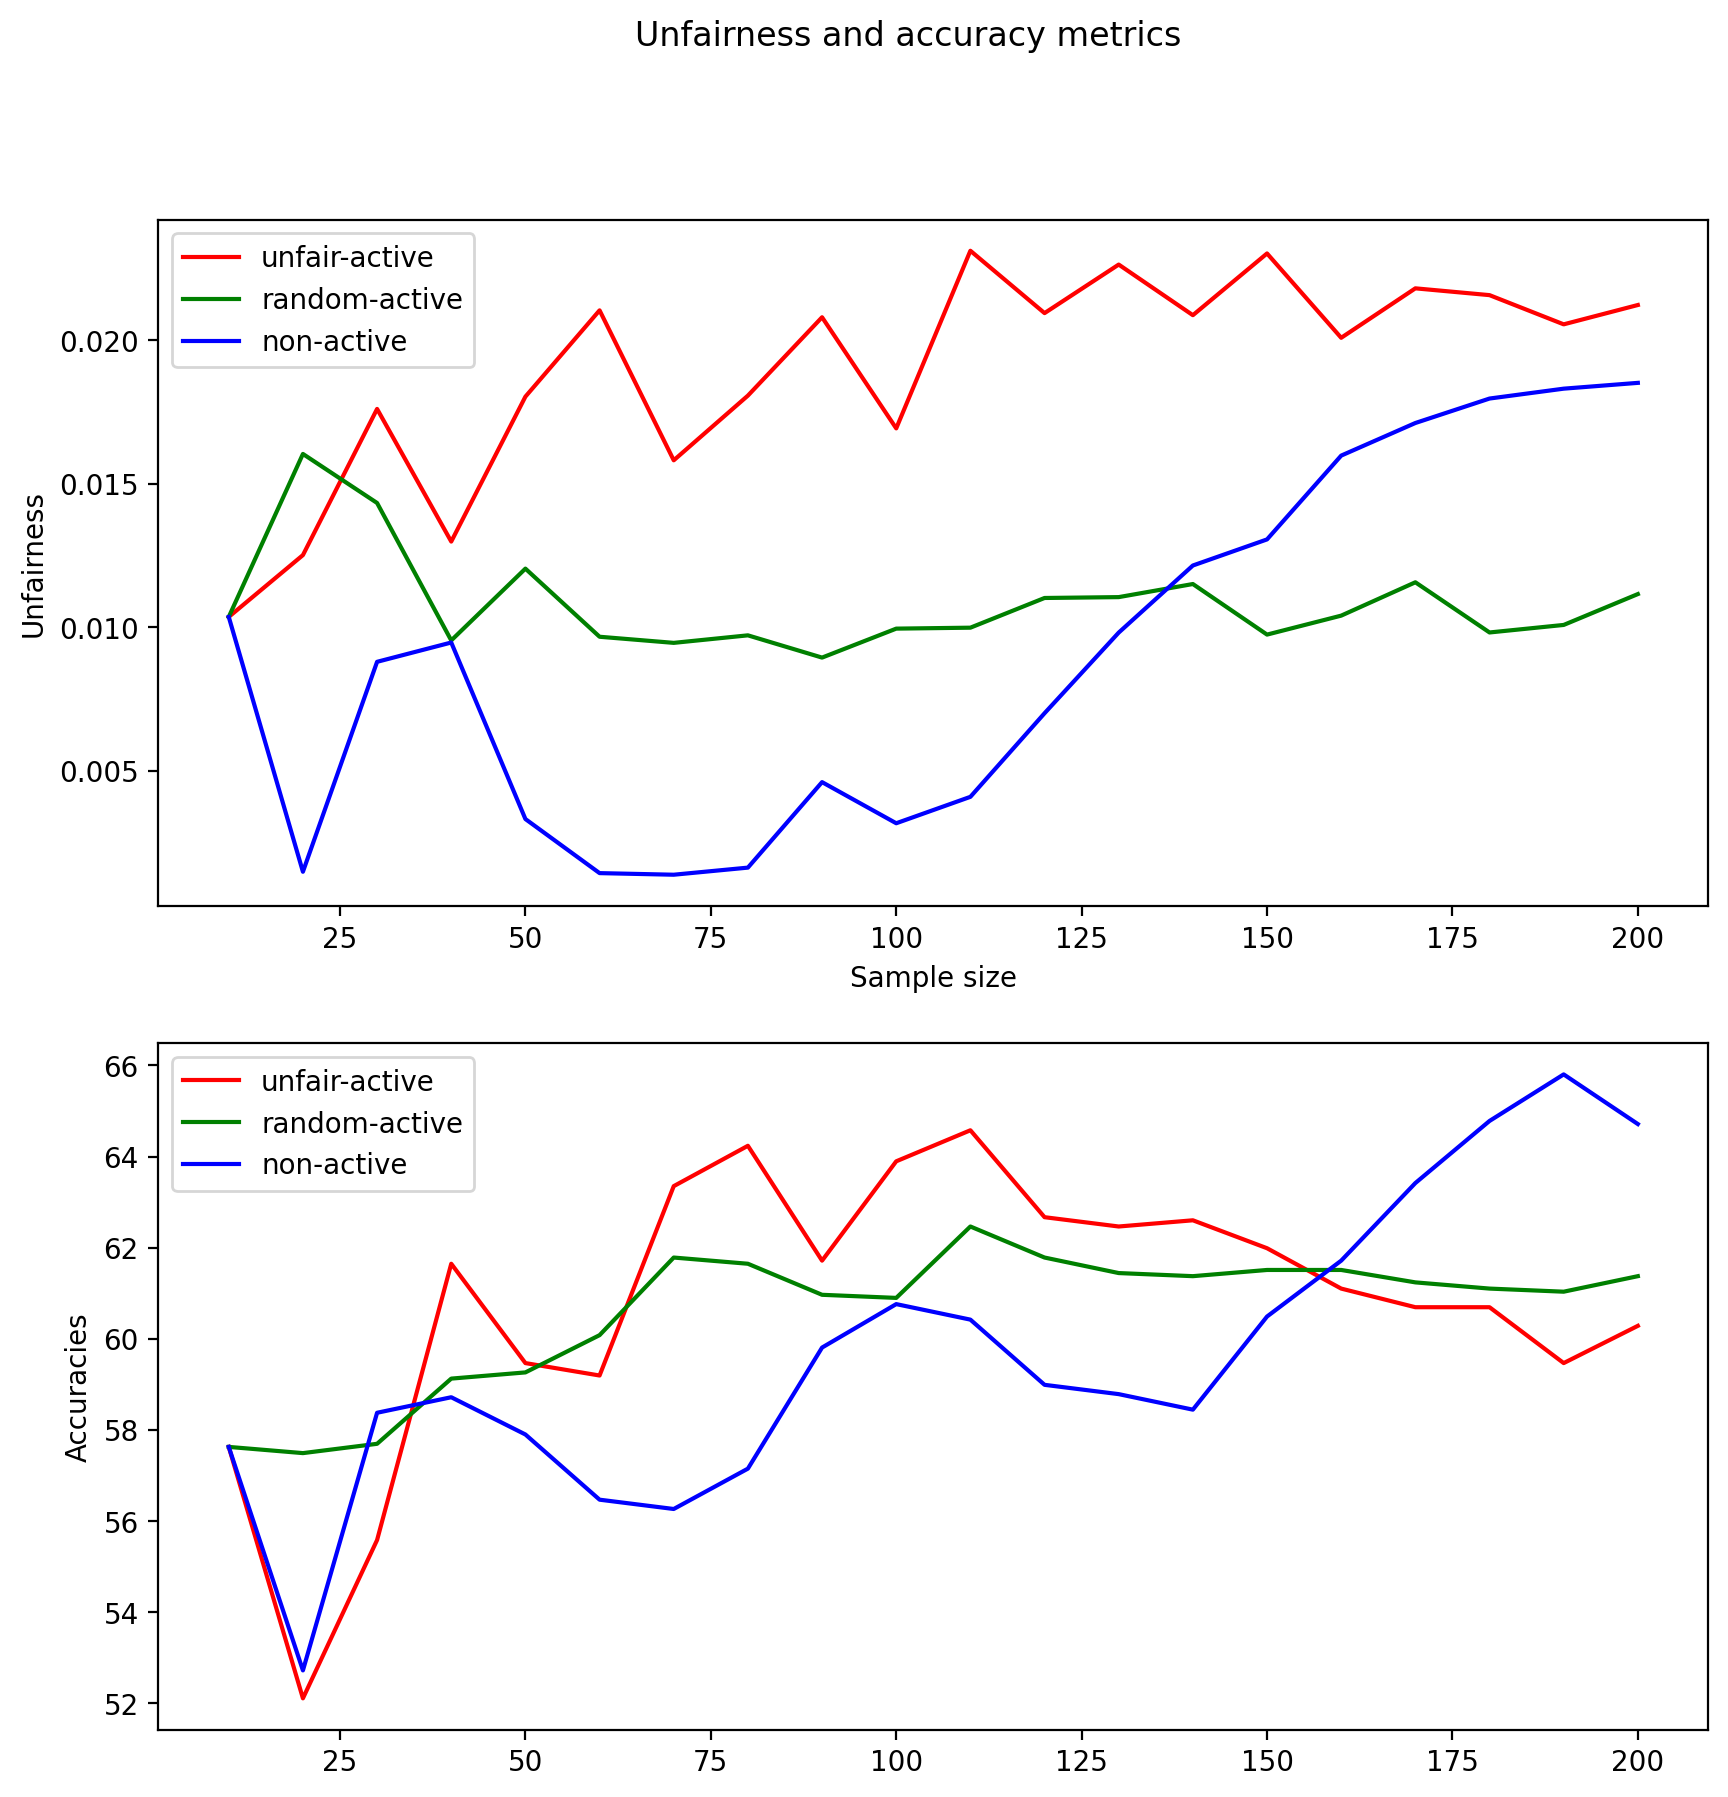 Unfairness and accuracy metrics
unfair-active
random-active
non-active
0.020
0.015
0.010
0.005
Unfairness
25 50 75 100 125 150 175 200
Sample size
unfair-active
random-active
non-active
66
64
62
60
58
56
54
52
Accuracies
25 50 75 100 125 150 175 200